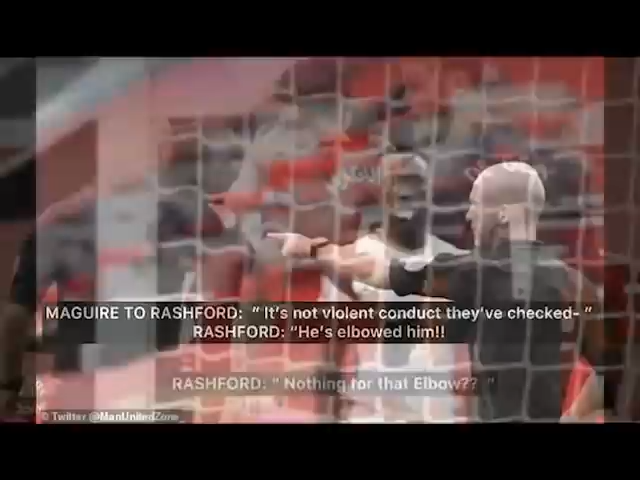 MAGUIRE TO RASHFORD: “ It’s not violent conduct they’ve checked- ”
RASHFORD: “He’s elbowed him!!
RASHFORD: “ Nothing for that Elbow?? ”
© Twitter @ManUnitedZone_